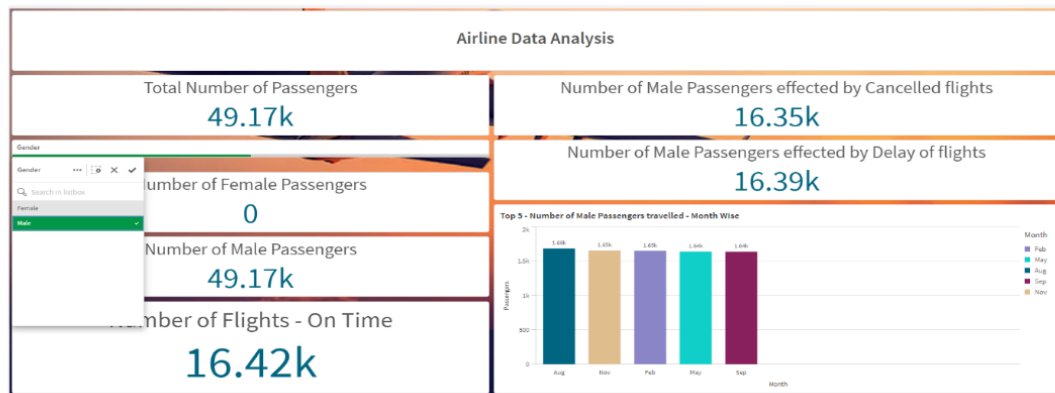 Airline Data Analysis
Total Number of Passengers
49.17k
Number of Male Passengers effected by Cancelled flights
16.35k
Gender
Number of Male Passengers effected by Delay of flights
16.39k
Gender
Search in listbox
Female
Male
Number of Female Passengers
0
Number of Male Passengers
49.17k
Number of Flights - On Time
16.42k
Top 5 - Number of Male Passengers travelled - Month Wise
Passengers
2k
1.5k
1k
500
0
1.68k
1.65k
1.65k
1.64k
1.64k
Aug
Nov
Feb
May
Sep
Month
Month
Feb
May
Aug
Sep
Nov